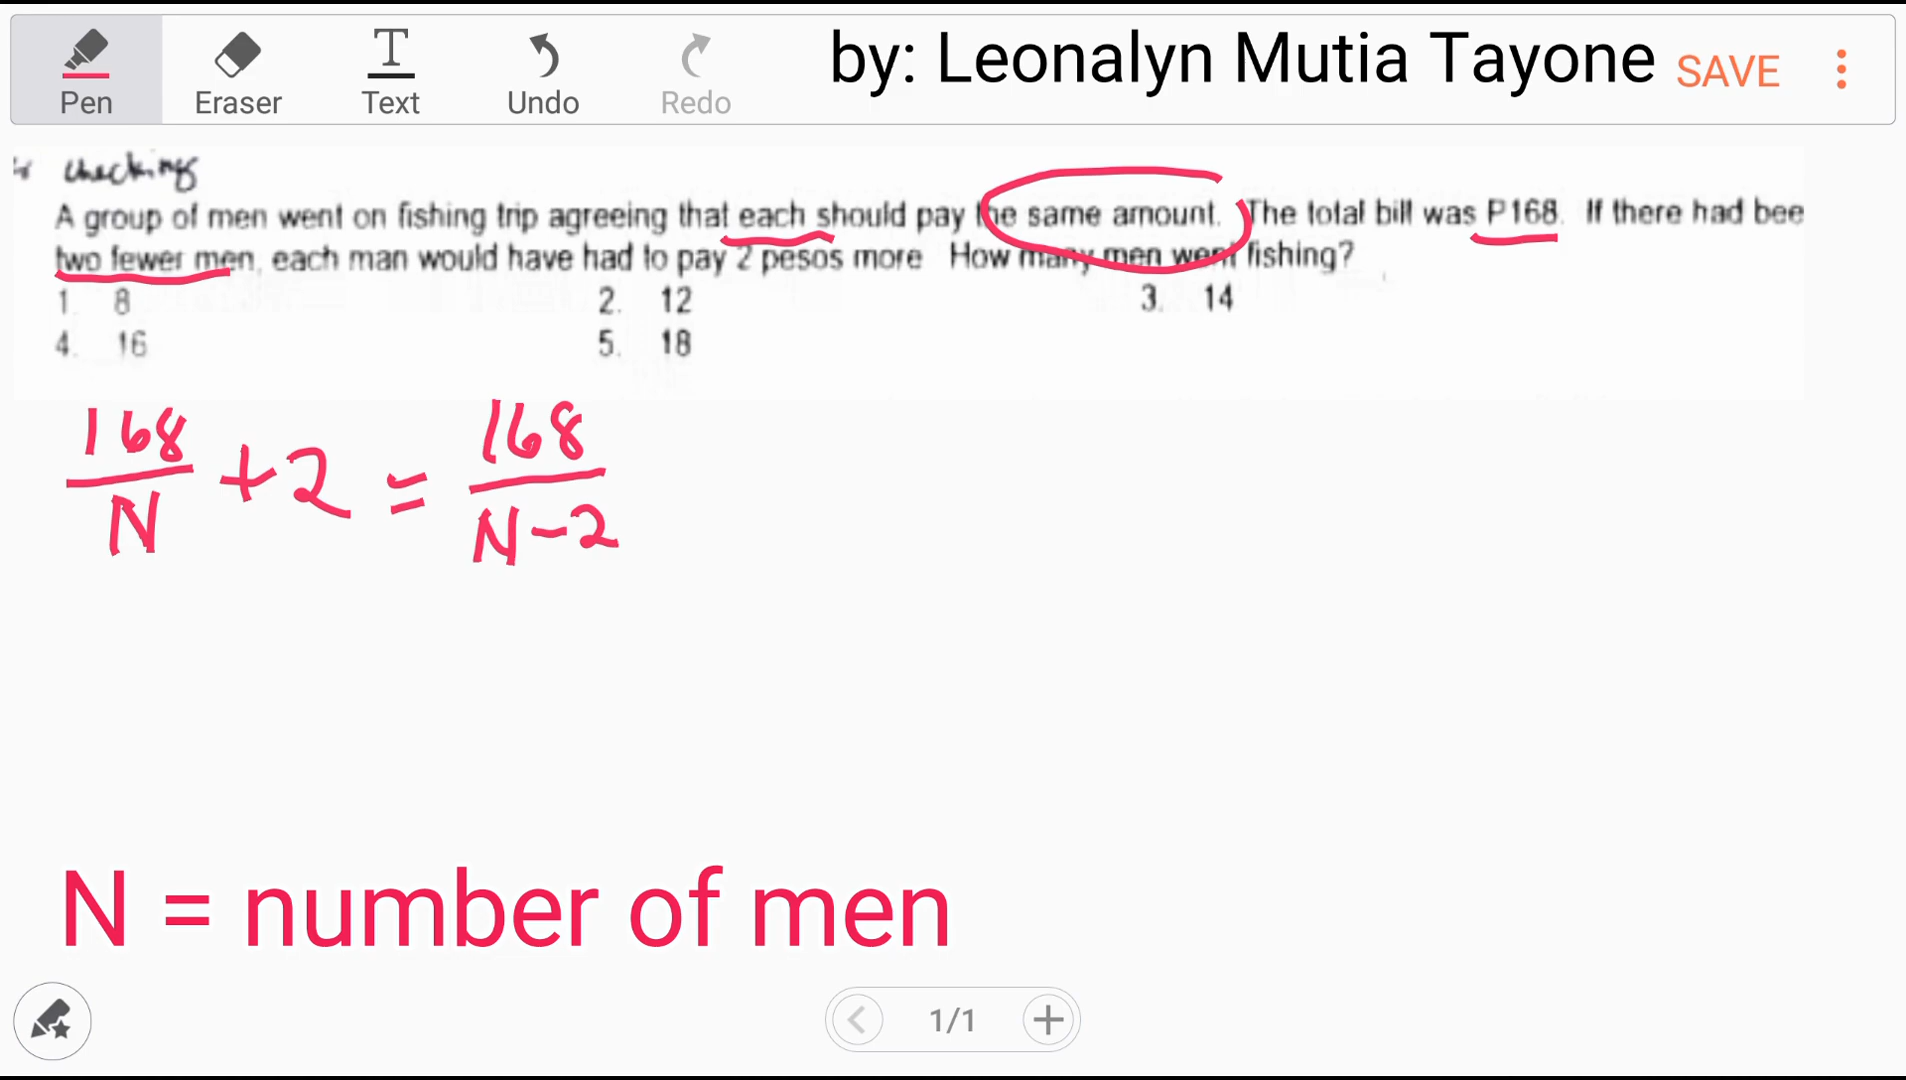 Pen Eraser Text Undo Redo by: Leonalyn Mutia Tayone SAVE
checking
A group of men went on fishing trip agreeing that each should pay the same amount. The total bill was P168. If there had bee
two fewer men, each man would have had to pay 2 pesos more How many men went fishing?
1. 8 2. 12 3. 14
4. 16 5. 18
168/N + 2 = 168/N-2
N = number of men
1/1